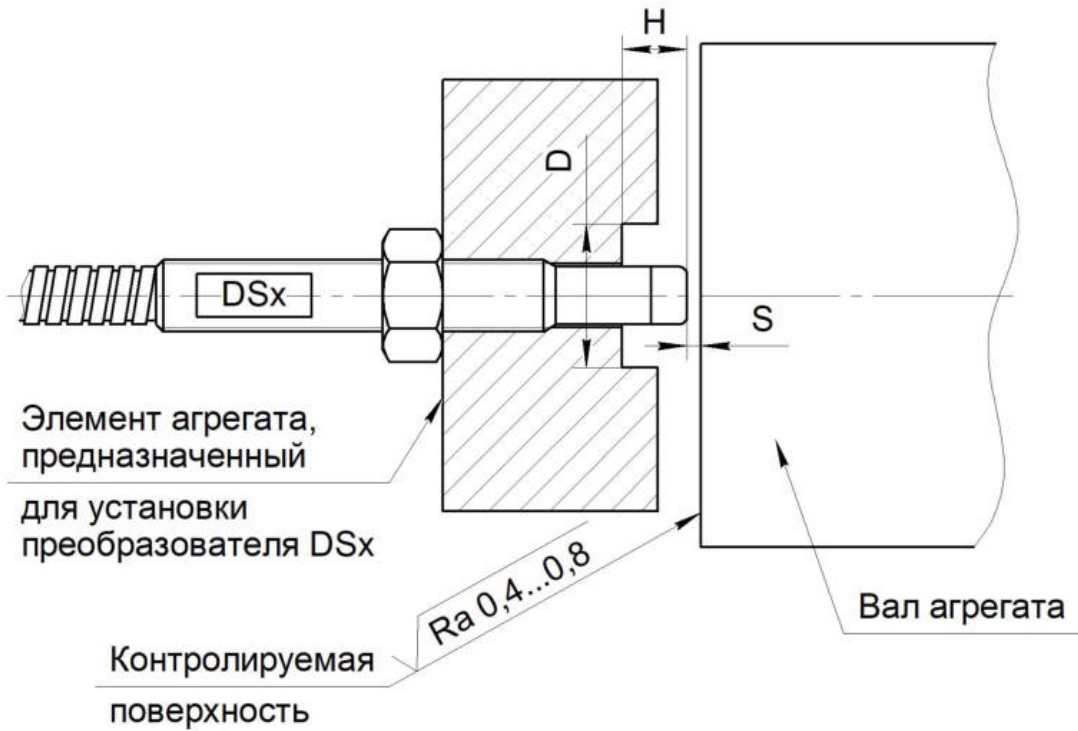 H
D
DSx
S
Элемент агрегата,
предназначенный
для установки
преобразователя DSx
Ra 0,4...0,8
Вал агрегата
Контролируемая
поверхность